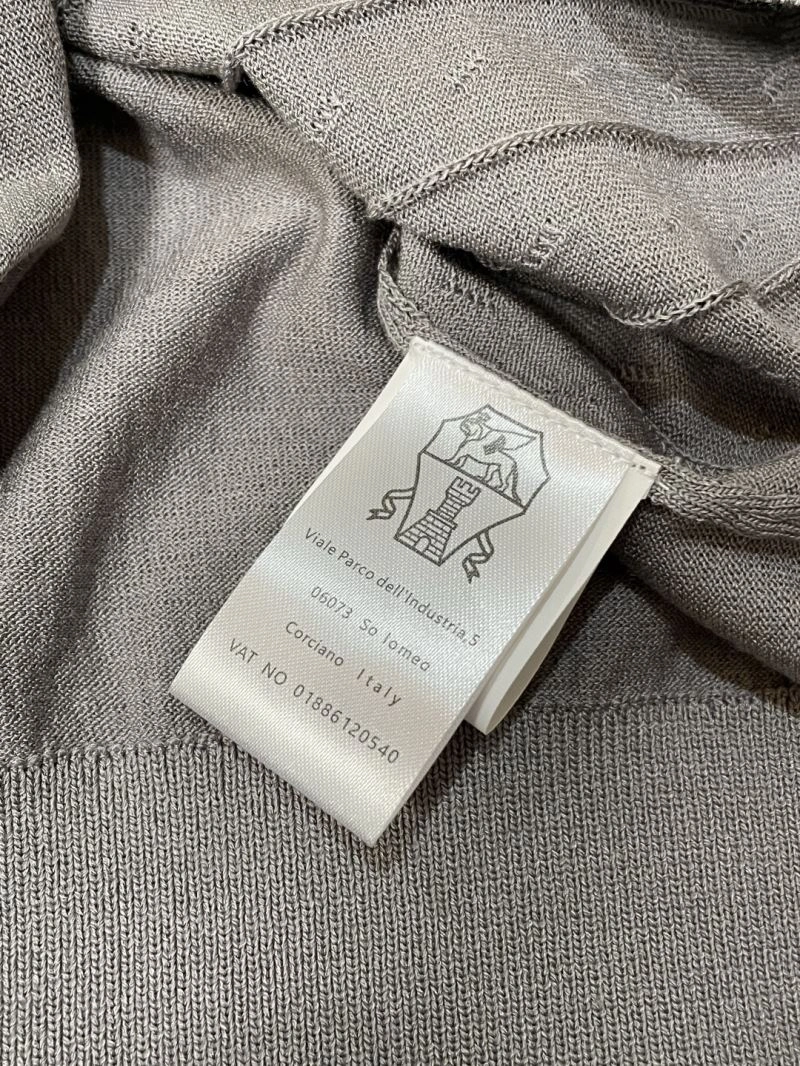 Viale Parco dell'Industria,5
06073 So lomeo
Corciano Italy
VAT NO 01886120540